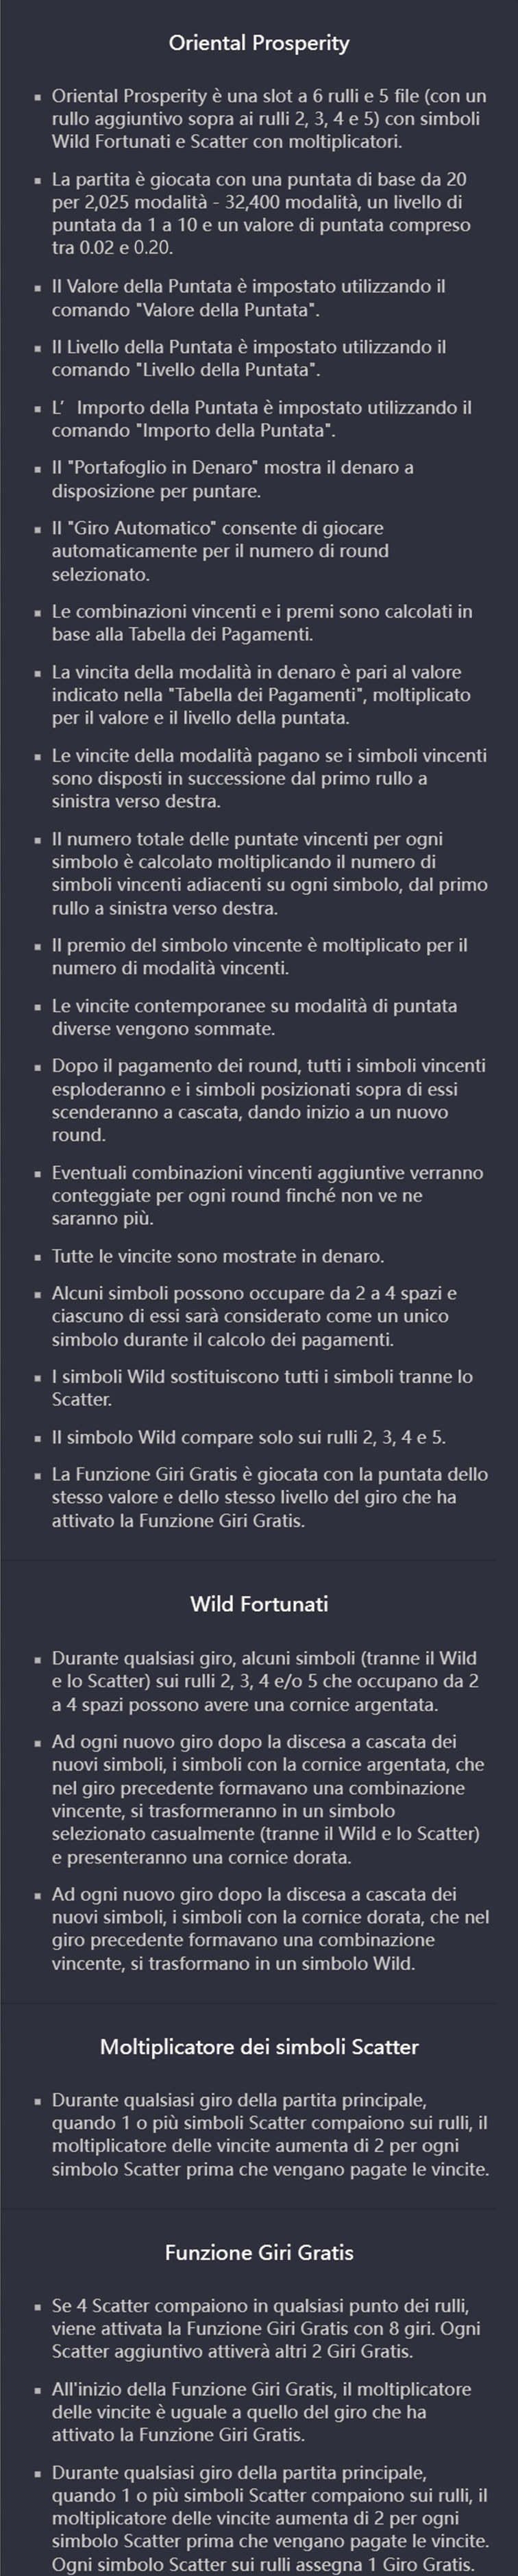 Oriental Prosperity
▪ Oriental Prosperity è una slot a 6 rulli e 5 file (con un
rullo aggiuntivo sopra ai rulli 2, 3, 4 e 5) con simboli
Wild Fortunati e Scatter con moltiplicatori.
▪ La partita è giocata con una puntata di base da 20
per 2,025 modalità - 32,400 modalità, un livello di
puntata da 1 a 10 e un valore di puntata compreso
tra 0.02 e 0.20.
▪ Il Valore della Puntata è impostato utilizzando il
comando "Valore della Puntata".
▪ Il Livello della Puntata è impostato utilizzando il
comando "Livello della Puntata".
▪ L’ Importo della Puntata è impostato utilizzando il
comando "Importo della Puntata".
▪ Il "Portafoglio in Denaro" mostra il denaro a
disposizione per puntare.
▪ Il "Giro Automatico" consente di giocare
automaticamente per il numero di round
selezionato.
▪ Le combinazioni vincenti e i premi sono calcolati in
base alla Tabella dei Pagamenti.
▪ La vincita della modalità in denaro è pari al valore
indicato nella "Tabella dei Pagamenti", moltiplicato
per il valore e il livello della puntata.
▪ Le vincite della modalità pagano se i simboli vincenti
sono disposti in successione dal primo rullo a
sinistra verso destra.
▪ Il numero totale delle puntate vincenti per ogni
simbolo è calcolato moltiplicando il numero di
simboli vincenti adiacenti su ogni simbolo, dal primo
rullo a sinistra verso destra.
▪ Il premio del simbolo vincente è moltiplicato per il
numero di modalità vincenti.
▪ Le vincite contemporanee su modalità di puntata
diverse vengono sommate.
▪ Dopo il pagamento dei round, tutti i simboli vincenti
esploderanno e i simboli posizionati sopra di essi
scenderanno a cascata, dando inizio a un nuovo
round.
▪ Eventuali combinazioni vincenti aggiuntive verranno
conteggiate per ogni round finché non ve ne
saranno più.
▪ Tutte le vincite sono mostrate in denaro.
▪ Alcuni simboli possono occupare da 2 a 4 spazi e
ciascuno di essi sarà considerato come un unico
simbolo durante il calcolo dei pagamenti.
▪ I simboli Wild sostituiscono tutti i simboli tranne lo
Scatter.
▪ Il simbolo Wild compare solo sui rulli 2, 3, 4 e 5.
▪ La Funzione Giri Gratis è giocata con la puntata dello
stesso valore e dello stesso livello del giro che ha
attivato la Funzione Giri Gratis.
Wild Fortunati
▪ Durante qualsiasi giro, alcuni simboli (tranne il Wild
e lo Scatter) sui rulli 2, 3, 4 e/o 5 che occupano da 2
a 4 spazi possono avere una cornice argentata.
▪ Ad ogni nuovo giro dopo la discesa a cascata dei
nuovi simboli, i simboli con la cornice argentata, che
nel giro precedente formavano una combinazione
vincente, si trasformeranno in un simbolo
selezionato casualmente (tranne il Wild e lo Scatter)
e presenteranno una cornice dorata.
▪ Ad ogni nuovo giro dopo la discesa a cascata dei
nuovi simboli, i simboli con la cornice dorata, che nel
giro precedente formavano una combinazione
vincente, si trasformano in un simbolo Wild.
Moltiplicatore dei simboli Scatter
▪ Durante qualsiasi giro della partita principale,
quando 1 o più simboli Scatter compaiono sui rulli, il
moltiplicatore delle vincite aumenta di 2 per ogni
simbolo Scatter prima che vengano pagate le vincite.
Funzione Giri Gratis
▪ Se 4 Scatter compaiono in qualsiasi punto dei rulli,
viene attivata la Funzione Giri Gratis con 8 giri. Ogni
Scatter aggiuntivo attiverà altri 2 Giri Gratis.
▪ All'inizio della Funzione Giri Gratis, il moltiplicatore
delle vincite è uguale a quello del giro che ha
attivato la Funzione Giri Gratis.
▪ Durante qualsiasi giro della partita principale,
quando 1 o più simboli Scatter compaiono sui rulli, il
moltiplicatore delle vincite aumenta di 2 per ogni
simbolo Scatter prima che vengano pagate le vincite.
Ogni simbolo Scatter sui rulli assegna 1 Giro Gratis.